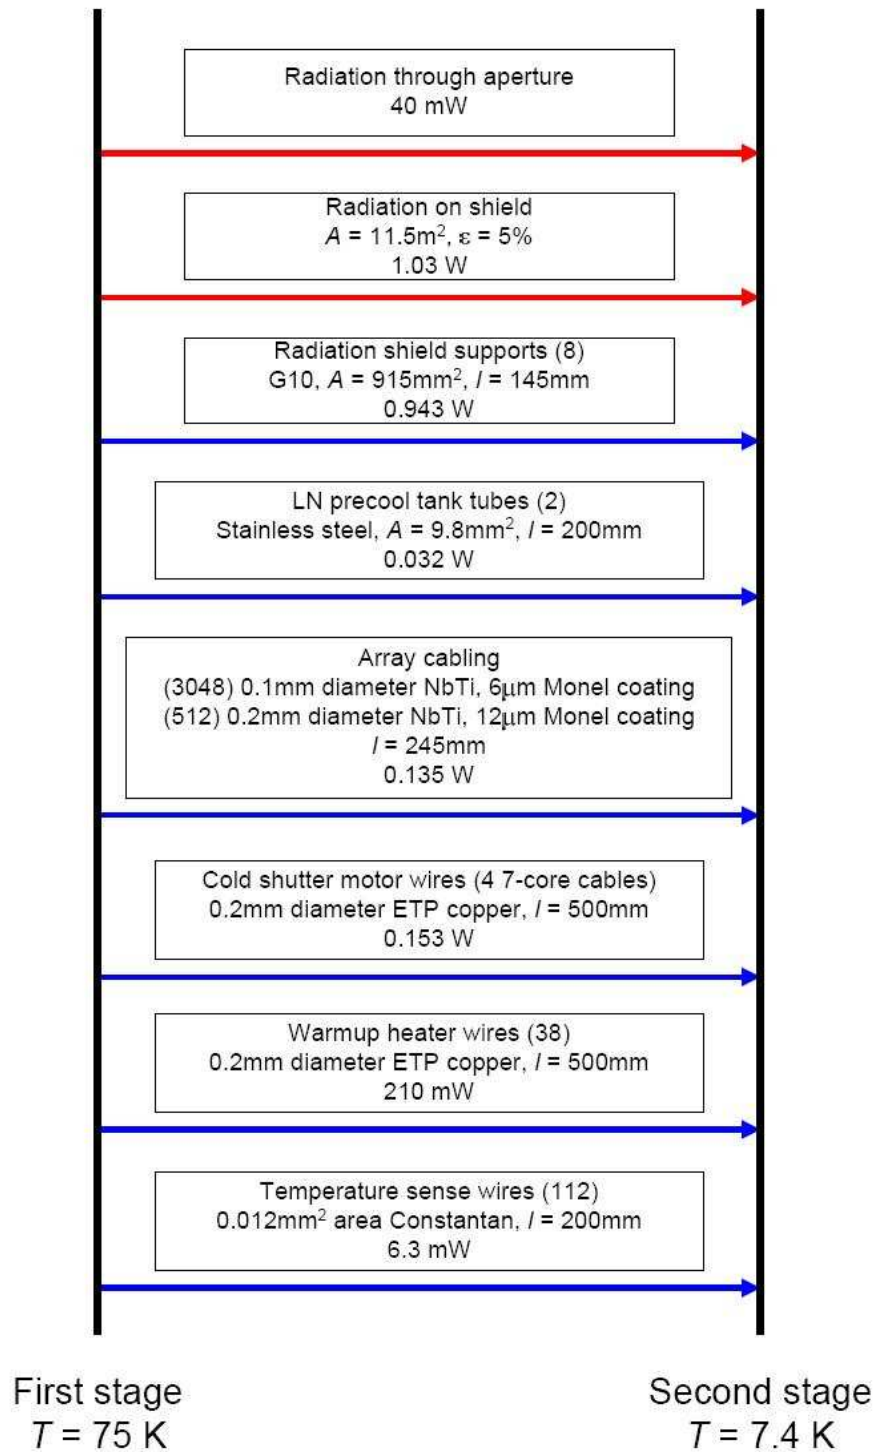 Radiation through aperture
40 mW
Radiation on shield
A = 11.5m², ε = 5%
1.03 W
Radiation shield supports (8)
G10, A = 915mm², l = 145mm
0.943 W
LN precool tank tubes (2)
Stainless steel, A = 9.8mm², l = 200mm
0.032 W
Array cabling
(3048) 0.1mm diameter NbTi, 6μm Monel coating
(512) 0.2mm diameter NbTi, 12μm Monel coating
l = 245mm
0.135 W
Cold shutter motor wires (4 7-core cables)
0.2mm diameter ETP copper, l = 500mm
0.153 W
Warmup heater wires (38)
0.2mm diameter ETP copper, l = 500mm
210 mW
Temperature sense wires (112)
0.012mm² area Constantan, l = 200mm
6.3 mW
First stage
T = 75 K
Second stage
T = 7.4 K